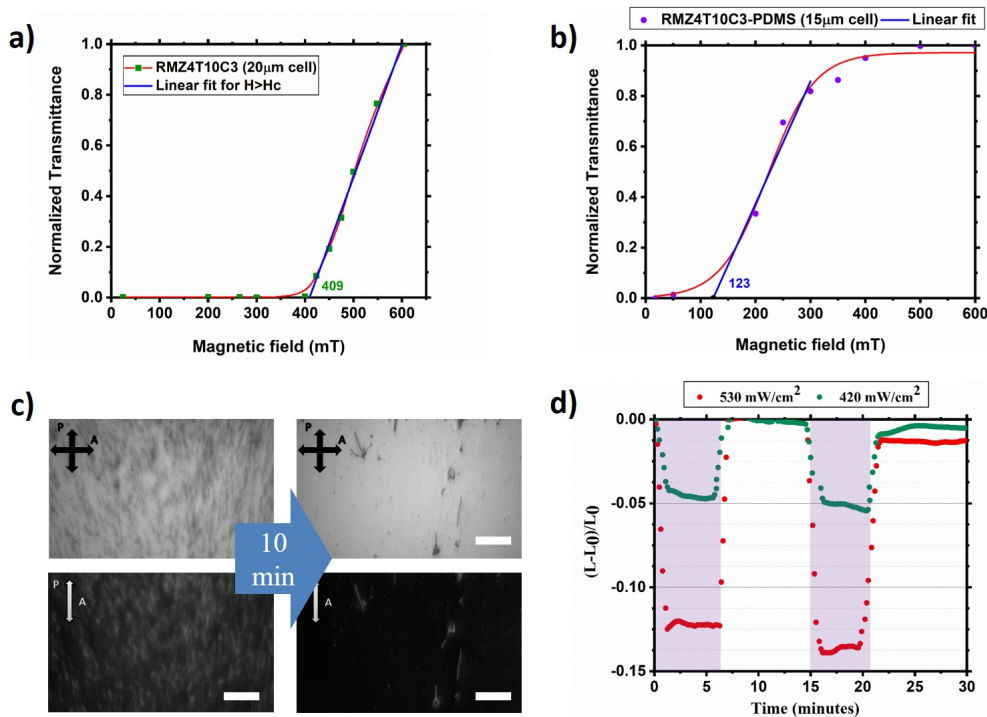 a)
RMZ4T10C3 (20μm cell)
Linear fit for H>Hc
Normalized Transmittance
1.0
0.8
0.6
0.4
0.2
0.0
409
0 100 200 300 400 500 600
Magnetic field (mT)
b)
RMZ4T10C3-PDMS (15μm cell) Linear fit
Normalized Transmittance
1.0
0.8
0.6
0.4
0.2
0.0
123
0 100 200 300 400 500 600
Magnetic field (mT)
c)
P
A
P
A
10
min
P
A
A
d)
530 mW/cm² 420 mW/cm²
(L-L0)/L0
0.00
-0.05
-0.10
-0.15
0 5 10 15 20 25 30
Time (minutes)